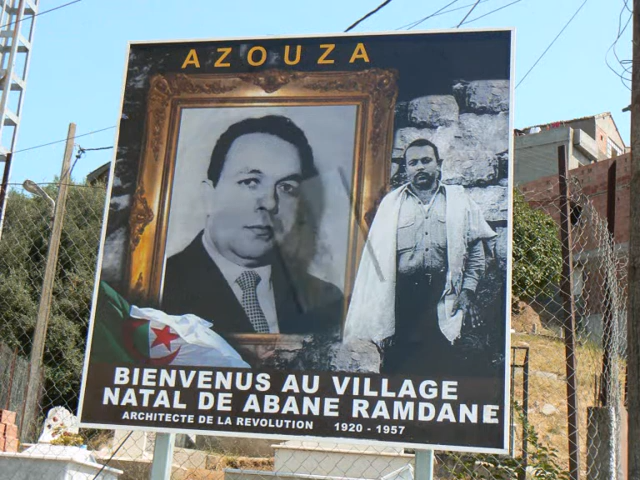 AZOUZA
BIENVENUS AU VILLAGE
NATAL DE ABANE RAMDANE
ARCHITECTE DE LA REVOLUTION 1920 - 1957